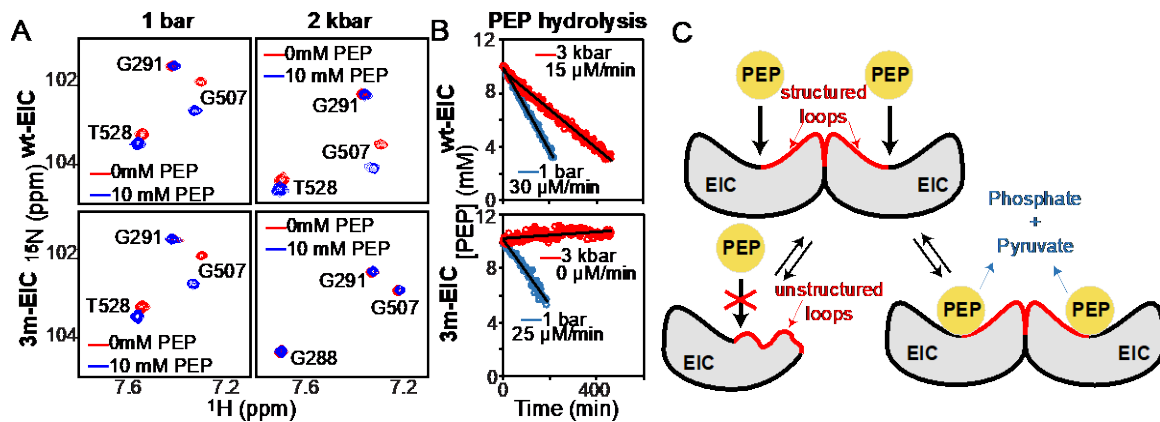 A
1 bar
2 kbar
wt-EIC
3m-EIC
¹⁵N (ppm)
102
104
102
104
G291
G507
T528
0mM PEP
10 mM PEP
0mM PEP
10 mM PEP
G291
G507
T528
G291
G507
T528
0mM PEP
10 mM PEP
0mM PEP
10 mM PEP
G291
G507
G288
7.6
7.2
7.6
7.2
¹H (ppm)
B
PEP hydrolysis
wt-EIC
3m-EIC
[PEP] (mM)
12
8
4
0
3 kbar
15 µM/min
1 bar
30 µM/min
12
8
4
0
3 kbar
0 µM/min
1 bar
25 µM/min
0
400
Time (min)
C
PEP
PEP
structured
loops
EIC
EIC
PEP
unstructured
loops
EIC
Phosphate
+
Pyruvate
PEP
PEP
EIC
EIC